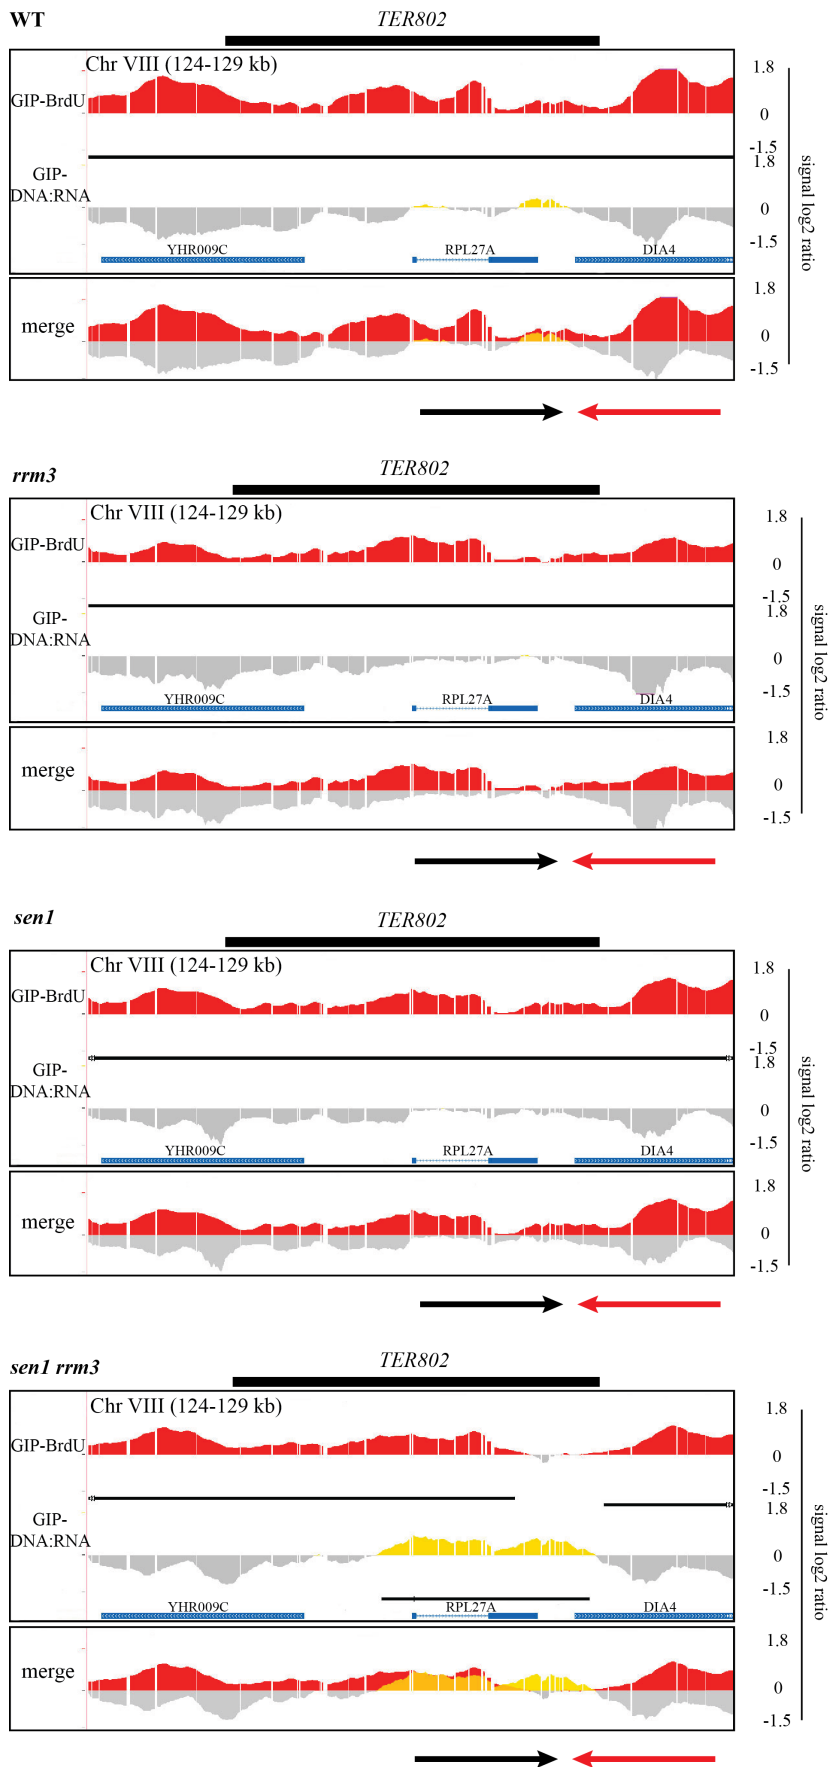 WT
TER802
Chr VIII (124-129 kb)
GIP-BrdU
1.8
0
-1.5
GIP-
DNA:RNA
1.8
0
-1.5
YHR009C
RPL27A
DIA4
merge
1.8
0
-1.5
signal log2 ratio
rrm3
TER802
Chr VIII (124-129 kb)
GIP-BrdU
1.8
0
-1.5
GIP-
DNA:RNA
1.8
0
-1.5
YHR009C
RPL27A
DIA4
merge
1.8
0
-1.5
signal log2 ratio
sen1
TER802
Chr VIII (124-129 kb)
GIP-BrdU
1.8
0
-1.5
GIP-
DNA:RNA
1.8
0
-1.5
YHR009C
RPL27A
DIA4
merge
1.8
0
-1.5
signal log2 ratio
sen1 rrm3
TER802
Chr VIII (124-129 kb)
GIP-BrdU
1.8
0
-1.5
GIP-
DNA:RNA
1.8
0
-1.5
YHR009C
RPL27A
DIA4
merge
1.8
0
-1.5
signal log2 ratio